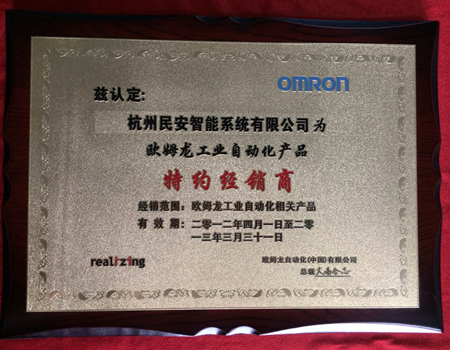 OMRON
兹认定:
杭州民安智能系统有限公司为
欧姆龙工业自动化产品
特约经销商
经销范围: 欧姆龙工业自动化相关产品
有 效 期: 二零一二年四月一日至二零
一三年三月三十一日
realizing
欧姆龙自动化(中国)有限公司
总裁